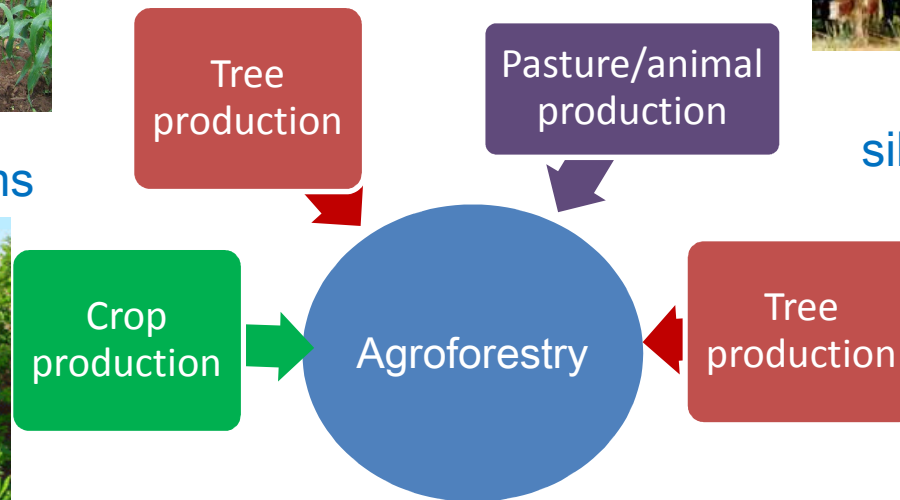 Tree
production
Pasture/animal
production
Crop
production
Agroforestry
Tree
production